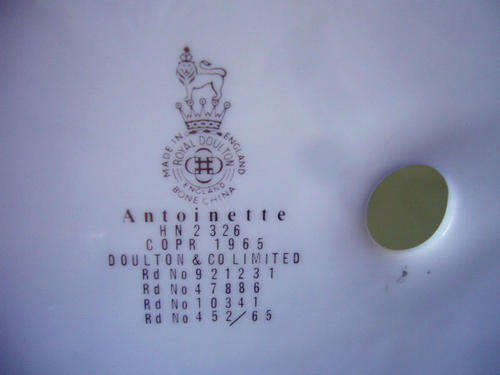 MADE IN ENGLAND
ROYAL DOULTON
ENGLAND
BONE CHINA
Antoinette
HN 2326
COPR 1965
DOULTON & CO LIMITED
Rd No 921231
Rd No 47886
Rd No 10341
Rd No 452/65